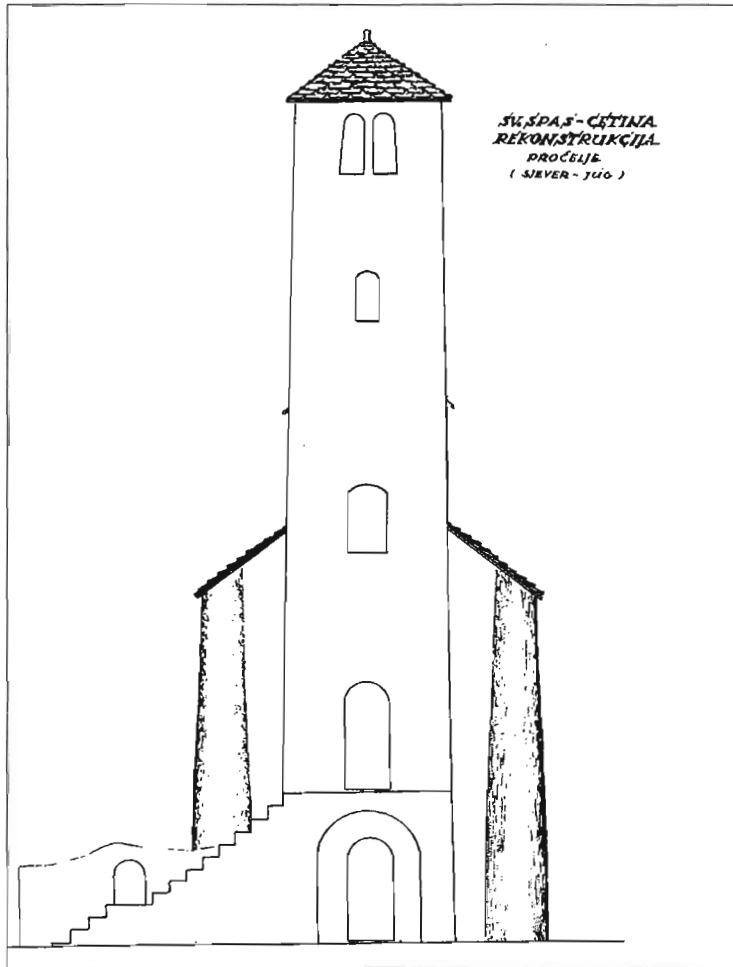 SV. SPAS - CETINA
REKONSTRUKCIJA
PROČELJE
( SJEVER - JUG )